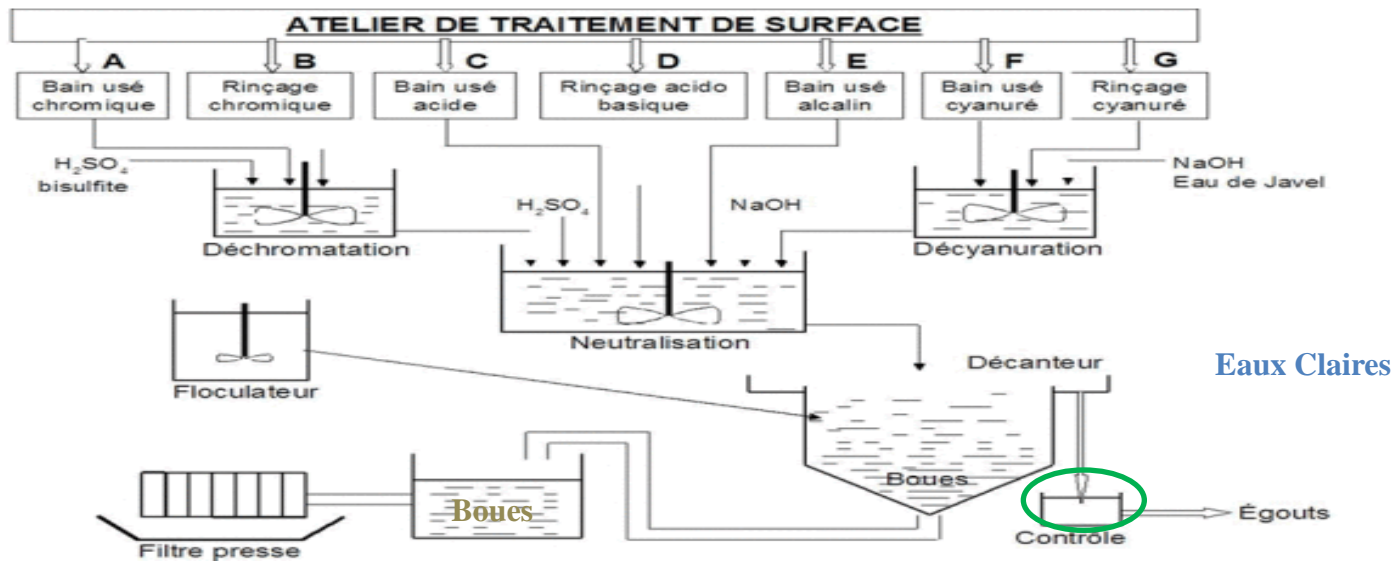 ATELIER DE TRAITEMENT DE SURFACE
A B C D E F G
Bain usé
chromique
Rinçage
chromique
Bain usé
acide
Rinçage acido
basique
Bain usé
alcalin
Bain usé
cyanuré
Rinçage
cyanuré
H₂SO₄
bisulfite
H₂SO₄
NaOH
NaOH
Eau de Javel
Déchromatation
Décyanuration
Neutralisation
Floculateur
Décanteur
Eaux Claires
Boues
Boues
Filtre presse
Contrôle
Égouts